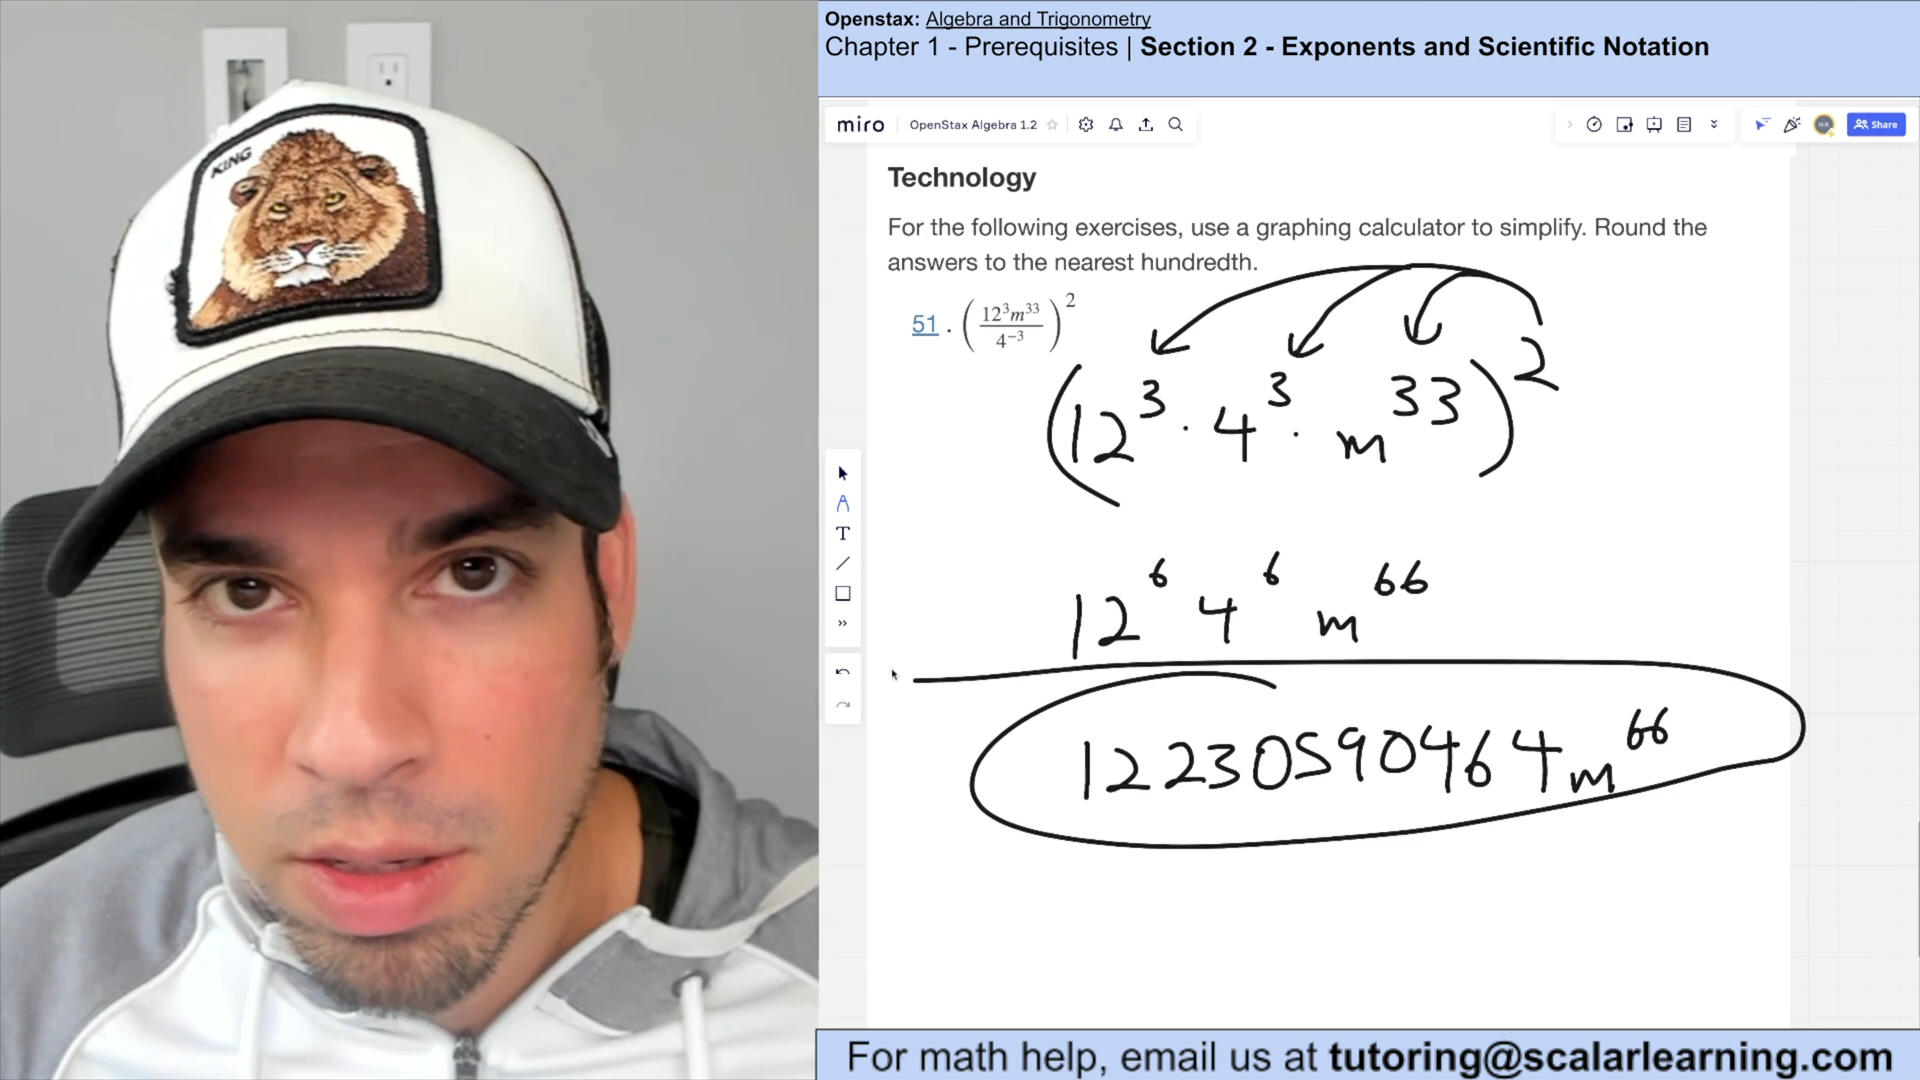 KING
Openstax: Algebra and Trigonometry
Chapter 1 - Prerequisites | Section 2 - Exponents and Scientific Notation
miro OpenStax Algebra 1.2 Share
Technology
For the following exercises, use a graphing calculator to simplify. Round the
answers to the nearest hundredth.
51. (12³m³³/4⁻³)²
(12³ · 4³ · m³³)²
12⁶ 4⁶ m⁶⁶
12230590464m⁶⁶
For math help, email us at tutoring@scalarlearning.com